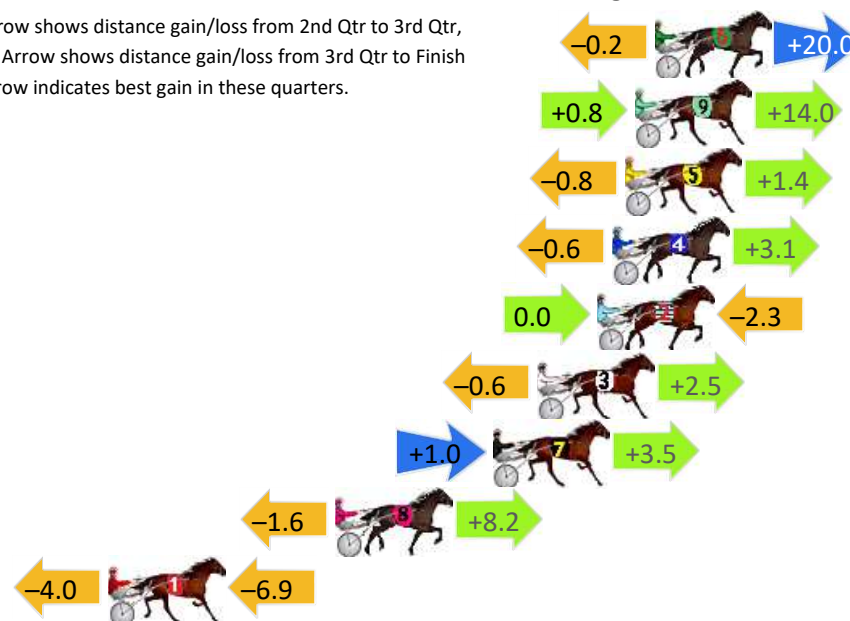 row shows distance gain/loss from 2nd Qtr to 3rd Qtr,
Arrow shows distance gain/loss from 3rd Qtr to Finish
row indicates best gain in these quarters.
–0.2 6 +20.0
+0.8 9 +14.0
–0.8 5 +1.4
–0.6 4 +3.1
0.0 2 –2.3
–0.6 3 +2.5
+1.0 7 +3.5
–1.6 8 +8.2
–4.0 1 –6.9